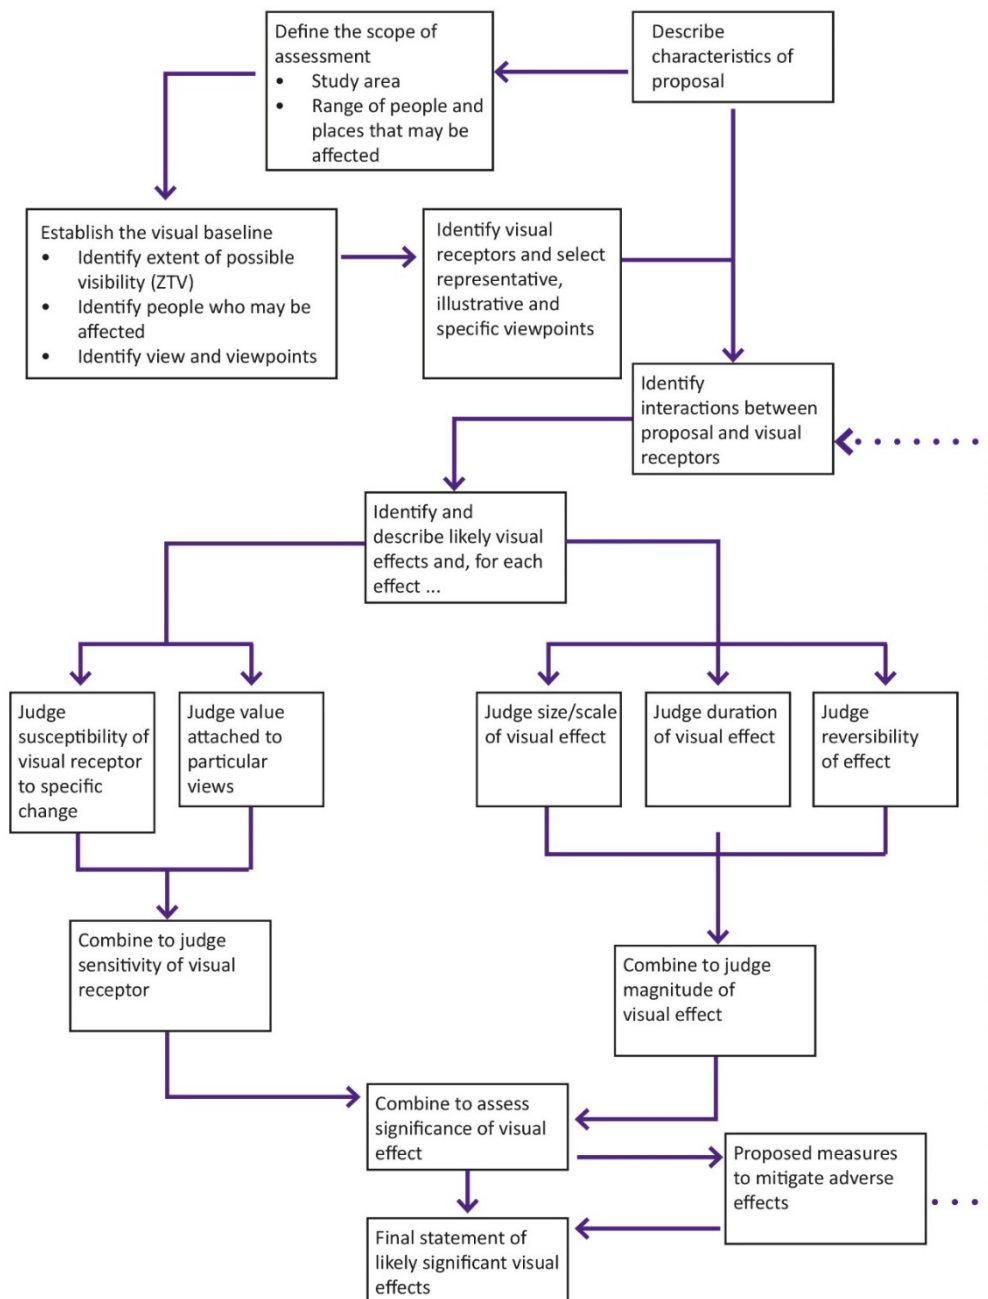 Define the scope of
assessment
• Study area
• Range of people and
places that may be
affected
Describe
characteristics of
proposal
Establish the visual baseline
• Identify extent of possible
visibility (ZTV)
• Identify people who may be
affected
• Identify view and viewpoints
Identify visual
receptors and select
representative,
illustrative and
specific viewpoints
Identify
interactions between
proposal and visual
receptors
Identify and
describe likely visual
effects and, for each
effect ...
Judge
susceptibility of
visual receptor
to specific
change
Judge value
attached to
particular
views
Judge size/scale
of visual effect
Judge duration
of visual effect
Judge
reversibility
of effect
Combine to judge
sensitivity of visual
receptor
Combine to judge
magnitude of
visual effect
Combine to assess
significance of visual
effect
Proposed measures
to mitigate adverse
effects
Final statement of
likely significant visual
effects